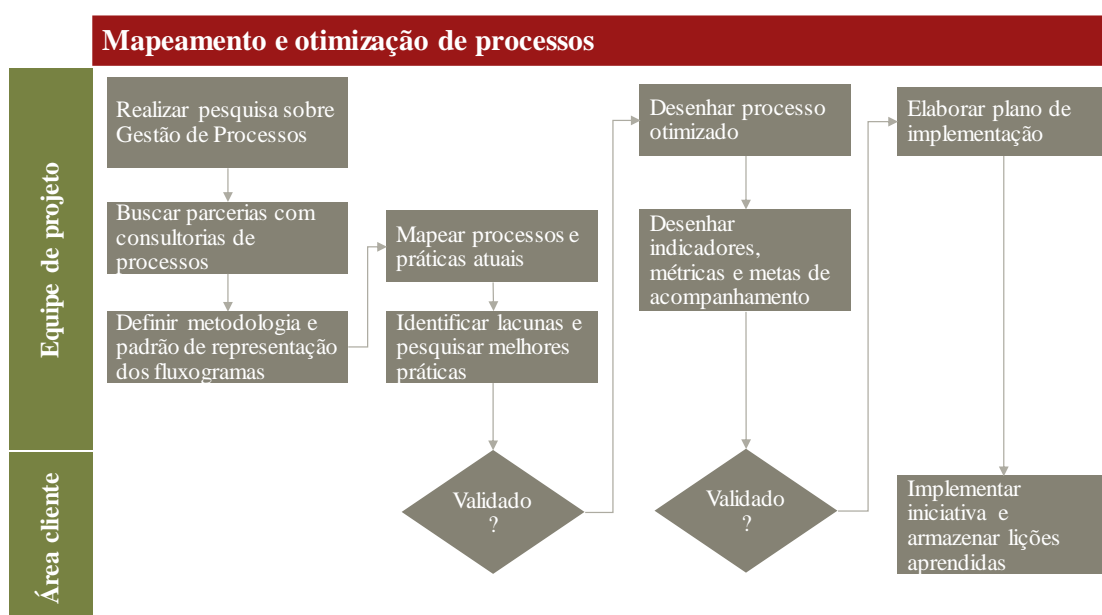 Mapeamento e otimização de processos
Equipe de projeto
Realizar pesquisa sobre
Gestão de Processos
Buscar parcerias com
consultorias de
processos
Definir metodologia e
padrão de representação
dos fluxogramas
Mapear processos e
práticas atuais
Identificar lacunas e
pesquisar melhores
práticas
Desenhar processo
otimizado
Desenhar
indicadores,
métricas e metas de
acompanhamento
Elaborar plano de
implementação
Área cliente
Validado
?
Validado
?
Implementar
iniciativa e
armazenar lições
aprendidas